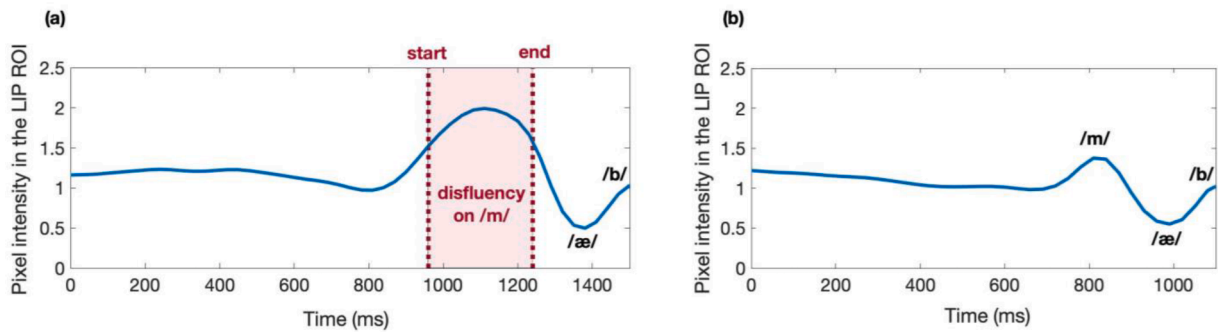 (a)
start end
Pixel intensity in the LIP ROI
2.5
2
1.5
1
0.5
0
disfluency
on /m/
/b/
/æ/
0 200 400 600 800 1000 1200 1400
Time (ms)
(b)
Pixel intensity in the LIP ROI
2.5
2
1.5
1
0.5
0
/m/
/b/
/æ/
0 200 400 600 800 1000
Time (ms)